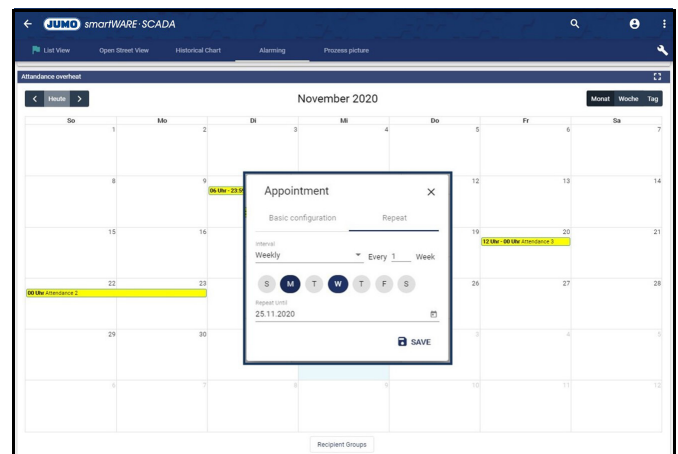 JUMO smartWARE·SCADA
List View Open Street View Historical Chart Alarming Prozess picture
Attandance overheat
Heute November 2020 Monat Woche Tag
So Mo Di Mi Do Fr Sa
1 2 3 4 5 6 7
8 9 12 13 14
06 Uhr - 23:59
Appointment
Basic configuration Repeat
15 16 19 20 21
12 Uhr - 00 Uhr Attendance 3
Interval
Weekly Every 1 Week
22 23 26 27 28
S M T W T F S
00 Uhr Attendance 2
Repeat Until
25.11.2020
29 30 3 4 5
SAVE
6 7 8 9 10 11 12
Recipient Groups